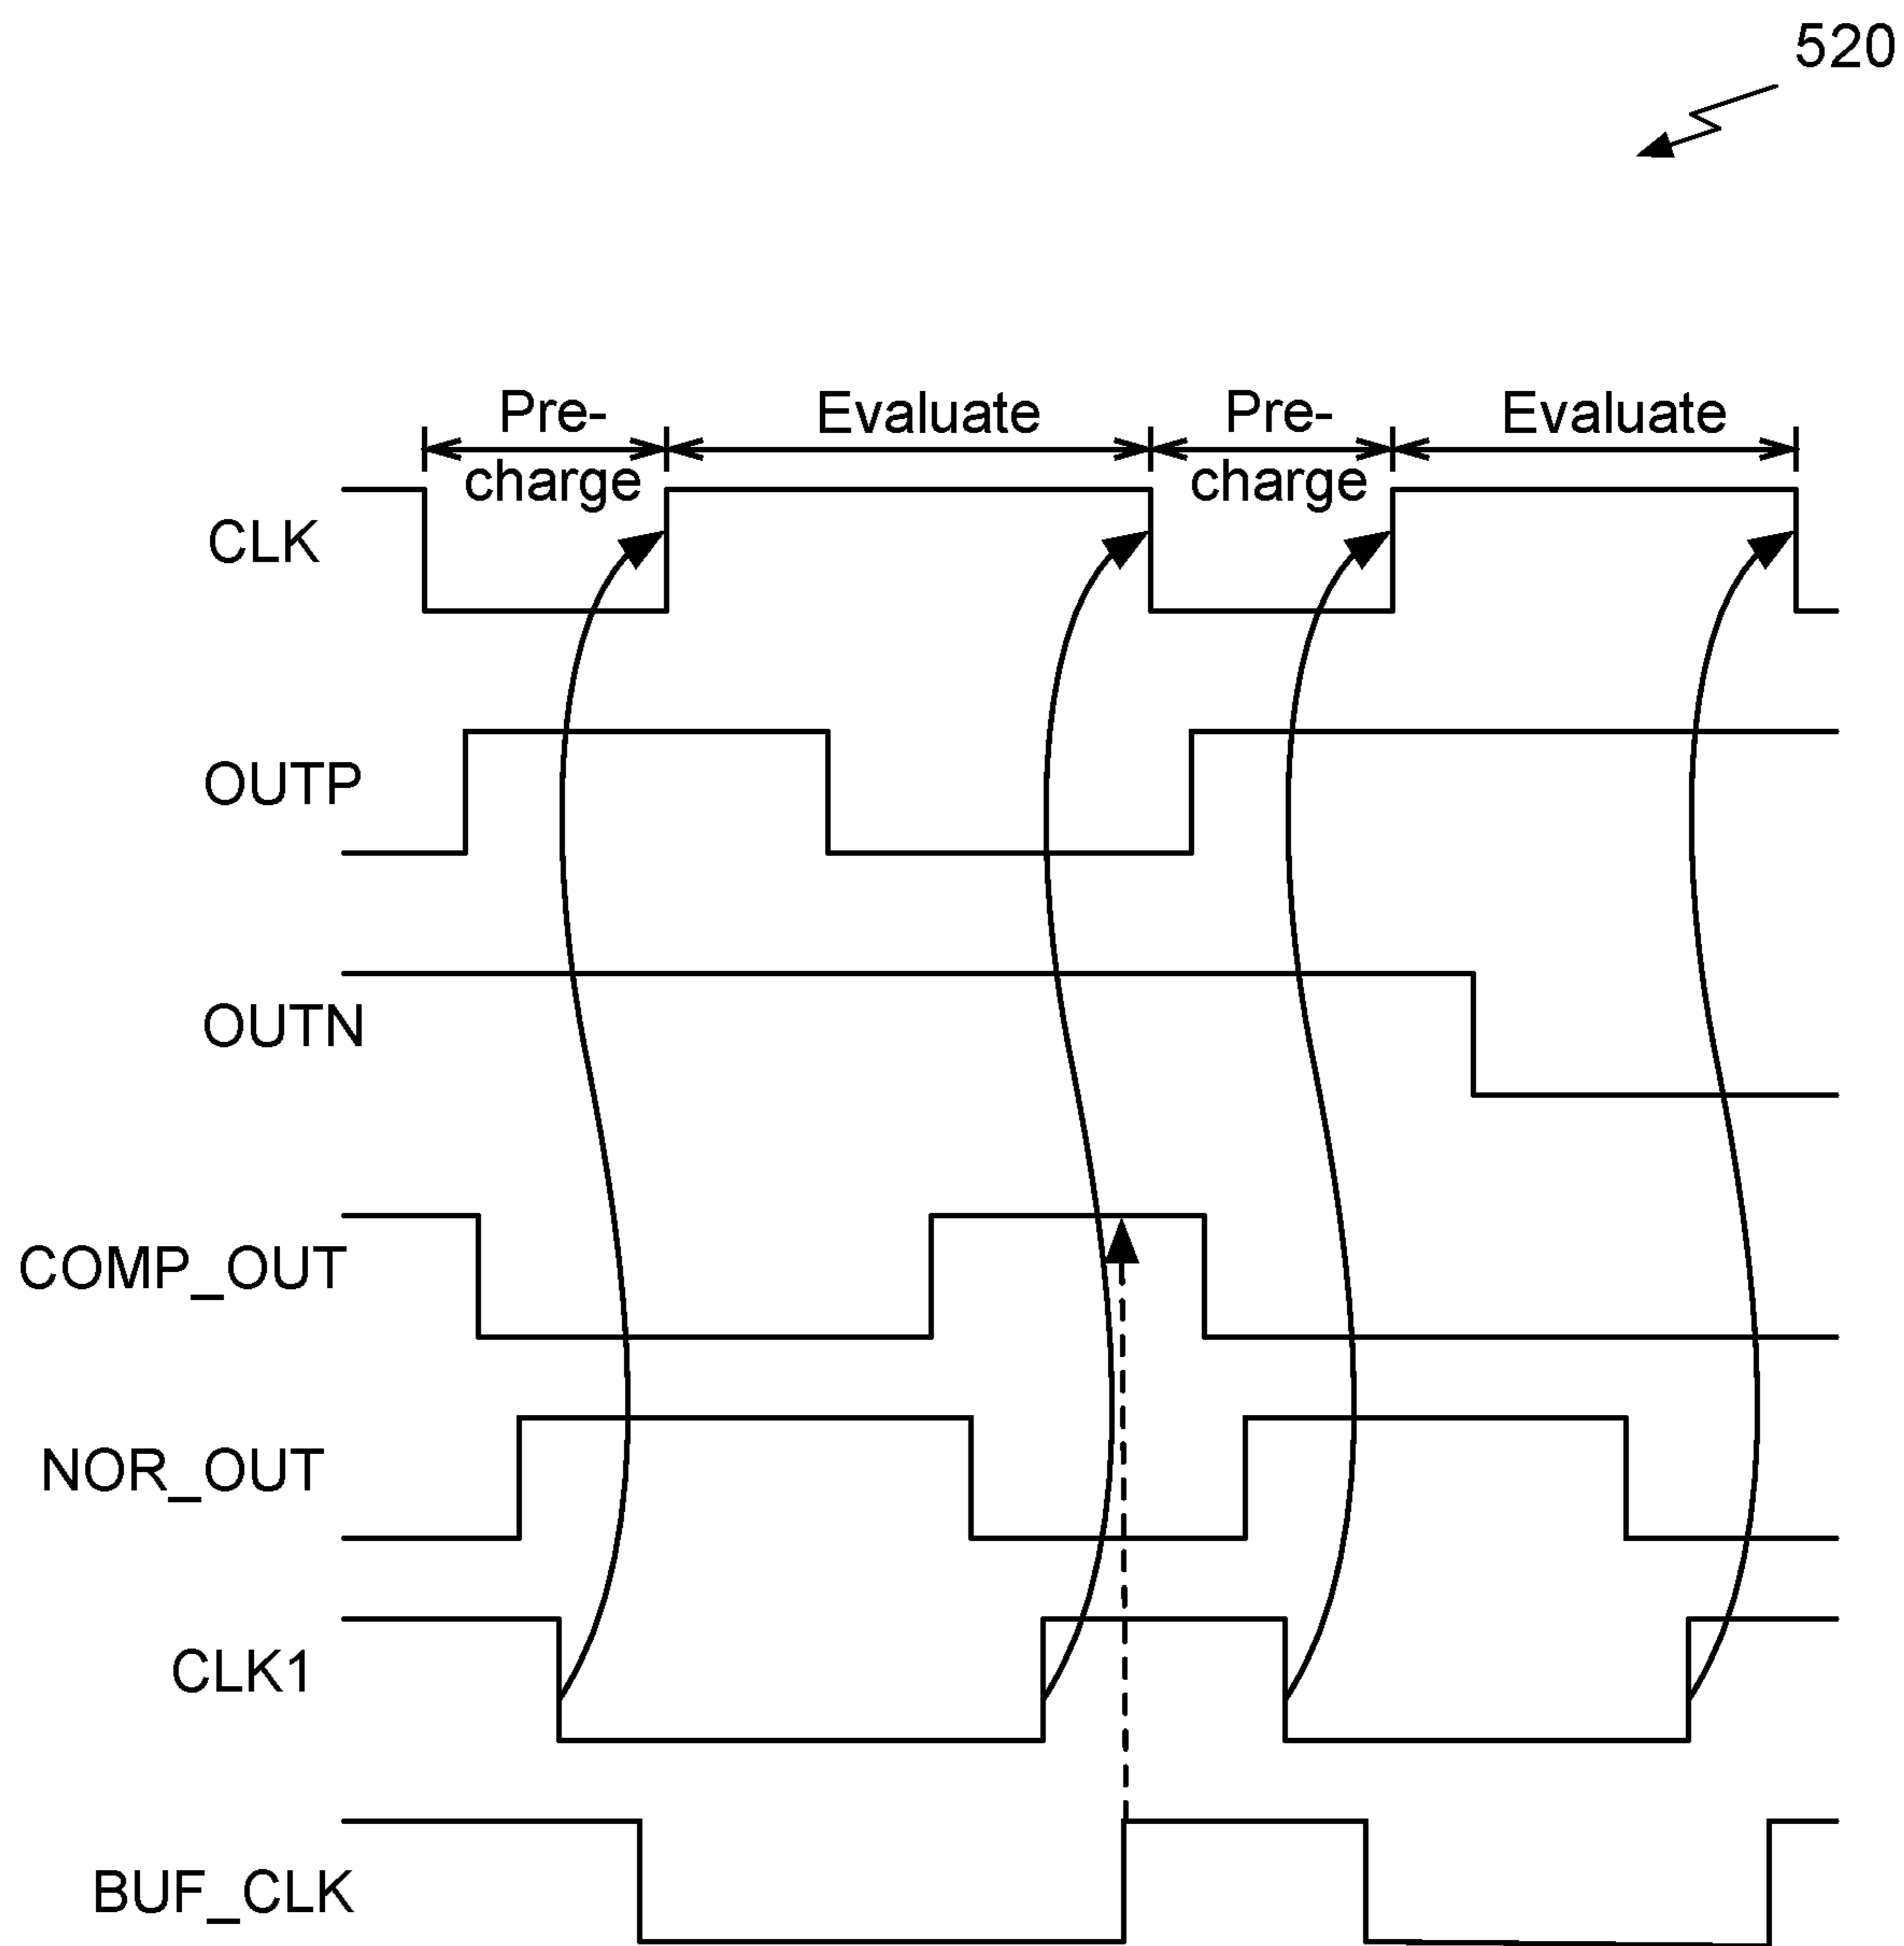 520
Pre-
charge
Evaluate
Pre-
charge
Evaluate
CLK
OUTP
OUTN
COMP_OUT
NOR_OUT
CLK1
BUF_CLK